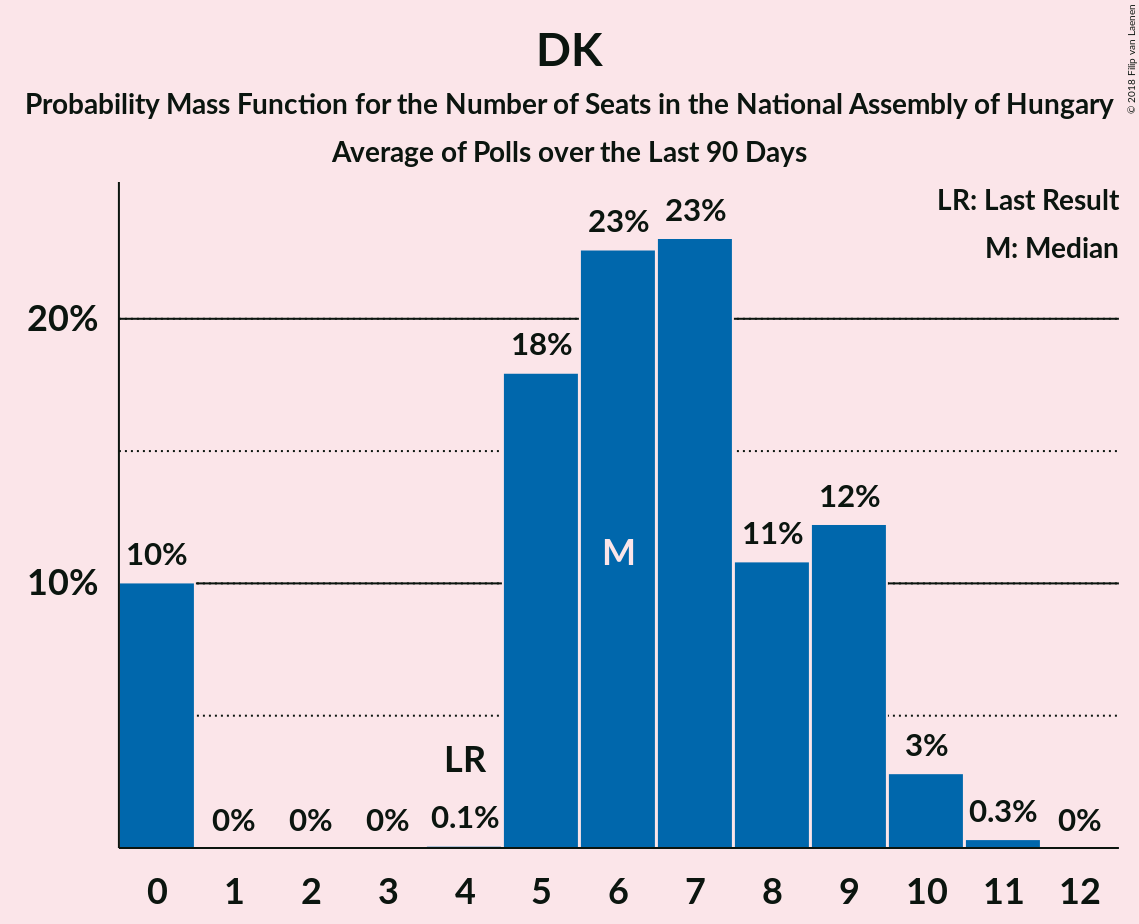 DK
Probability Mass Function for the Number of Seats in the National Assembly of Hungary
Average of Polls over the Last 90 Days
© 2018 Filip van Laenen
LR: Last Result
M: Median
23%
23%
20%
18%
12%
11%
M
10%
10%
3%
LR
0%
0%
0%
0.1%
0.3%
0%
0 1 2 3 4 5 6 7 8 9 10 11 12